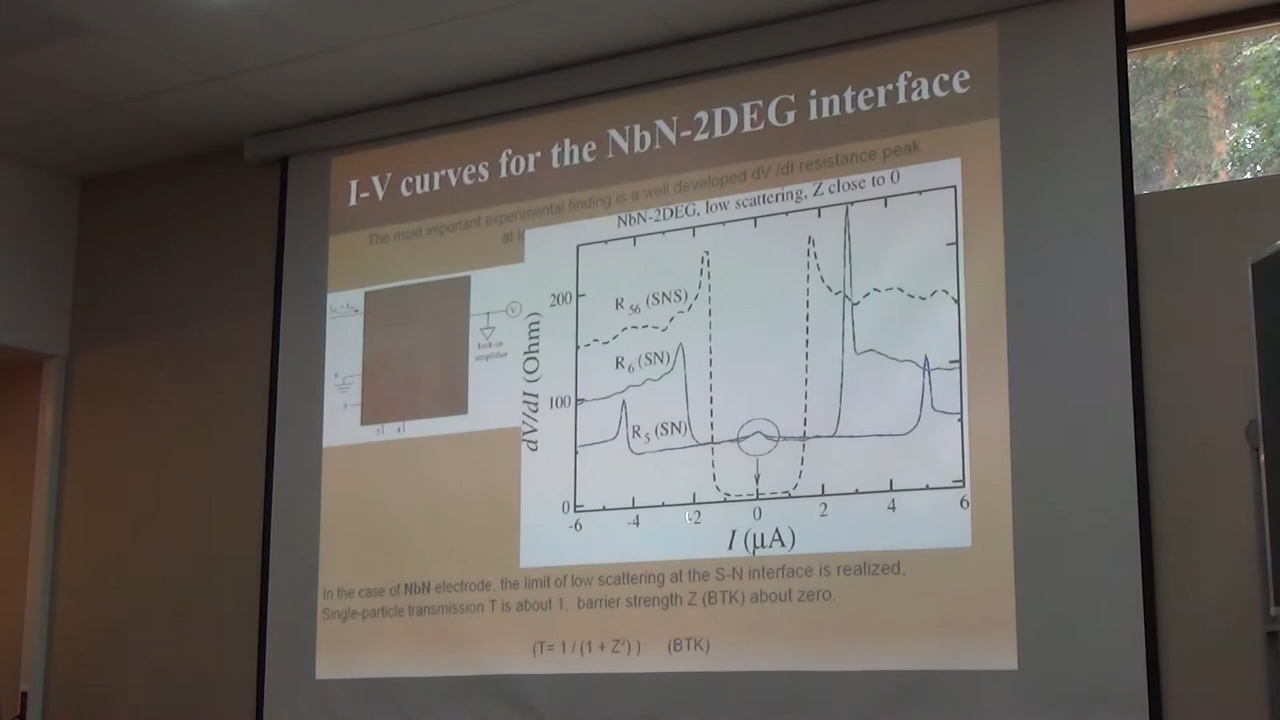 I-V curves for the NbN-2DEG interface
The most important experimental finding is a well developed dV /dI resistance peak
at
NbN-2DEG, low scattering, Z close to 0
R56 (SNS)
R6 (SN)
R5 (SN)
200
100
0
dV/dI (Ohm)
-6 -4 -2 0 2 4 6
I (μA)
V
lock-in
amplifier
In the case of NbN electrode, the limit of low scattering at the S-N interface is realized.
Single-particle transmission T is about 1, barrier strength Z (BTK) about zero.
(T= 1 / (1 + Z²) ) (BTK)